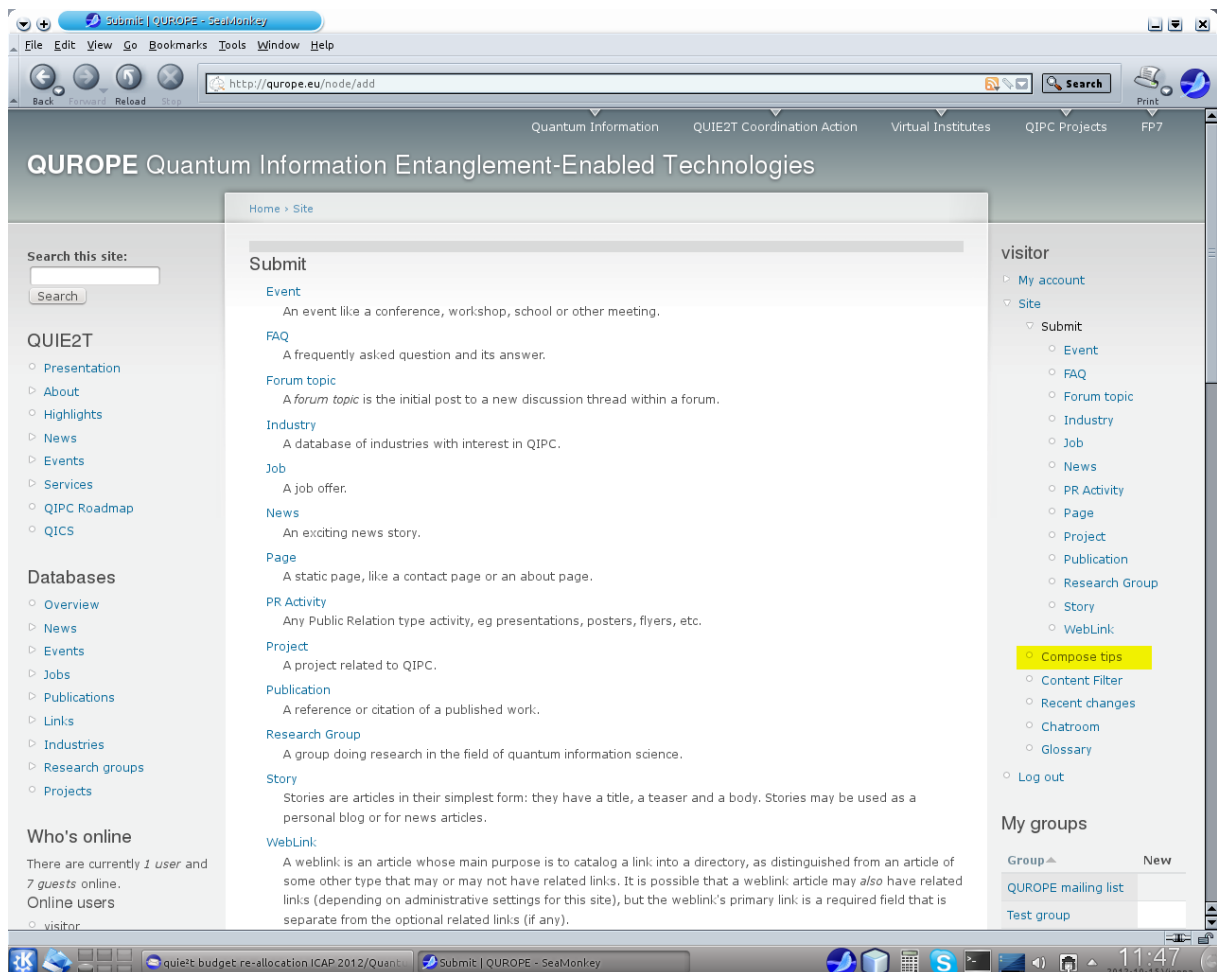 Submit | QUROPE - SeaMonkey
File Edit View Go Bookmarks Tools Window Help
Back Forward Reload Stop
http://qurope.eu/node/add
Search
Print
Quantum Information QUIE2T Coordination Action Virtual Institutes QIPC Projects FP7
QUROPE Quantum Information Entanglement-Enabled Technologies
Home › Site
Search this site:
Search
QUIE2T
Presentation
About
Highlights
News
Events
Services
QIPC Roadmap
QICS
Databases
Overview
News
Events
Jobs
Publications
Links
Industries
Research groups
Projects
Who's online
There are currently 1 user and
7 guests online.
Online users
visitor
Submit
Event
An event like a conference, workshop, school or other meeting.
FAQ
A frequently asked question and its answer.
Forum topic
A forum topic is the initial post to a new discussion thread within a forum.
Industry
A database of industries with interest in QIPC.
Job
A job offer.
News
An exciting news story.
Page
A static page, like a contact page or an about page.
PR Activity
Any Public Relation type activity, eg presentations, posters, flyers, etc.
Project
A project related to QIPC.
Publication
A reference or citation of a published work.
Research Group
A group doing research in the field of quantum information science.
Story
Stories are articles in their simplest form: they have a title, a teaser and a body. Stories may be used as a
personal blog or for news articles.
WebLink
A weblink is an article whose main purpose is to catalog a link into a directory, as distinguished from an article of
some other type that may or may not have related links. It is possible that a weblink article may also have related
links (depending on administrative settings for this site), but the weblink's primary link is a required field that is
separate from the optional related links (if any).
visitor
My account
Site
Submit
Event
FAQ
Forum topic
Industry
Job
News
PR Activity
Page
Project
Publication
Research Group
Story
WebLink
Compose tips
Content Filter
Recent changes
Chatroom
Glossary
Log out
My groups
Group New
QUROPE mailing list
Test group
quie²t budget re-allocation ICAP 2012/Quant
Submit | QUROPE - SeaMonkey
11:47